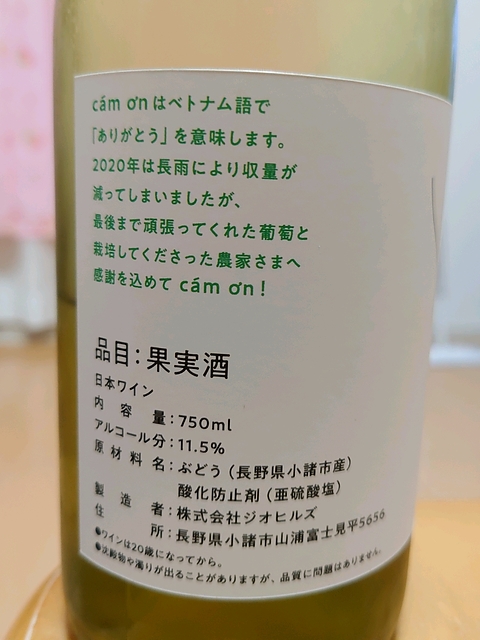 cám ơn はベトナム語で
「ありがとう」を意味します。
2020年は長雨により収量が
減ってしまいましたが、
最後まで頑張ってくれた葡萄と
栽培してくださった農家さまへ
感謝を込めて cám ơn！
品目：果実酒
日本ワイン
内容量：750ml
アルコール分：11.5%
原材料名：ぶどう（長野県小諸市産）
酸化防止剤（亜硫酸塩）
製造者：株式会社ジオヒルズ
住所：長野県小諸市山浦富士見平5656
●ワインは20歳になってから。
●沈殿物や濁りが出ることがありますが、品質に問題はありません。